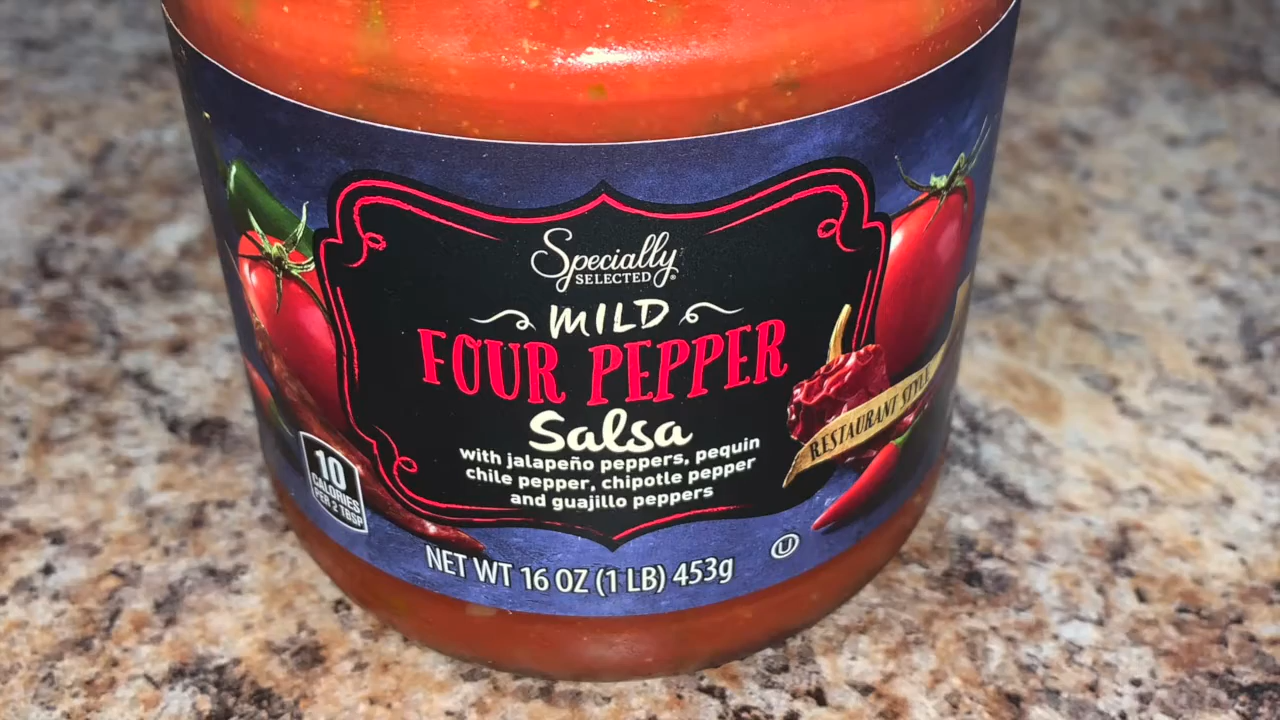 Specially
SELECTED®
MILD
FOUR PEPPER
Salsa
with jalapeño peppers, pequin
chile pepper, chipotle pepper
and guajillo peppers
RESTAURANT STYLE
10
CALORIES
PER 2 TBSP
NET WT 16 OZ (1 LB) 453g
U